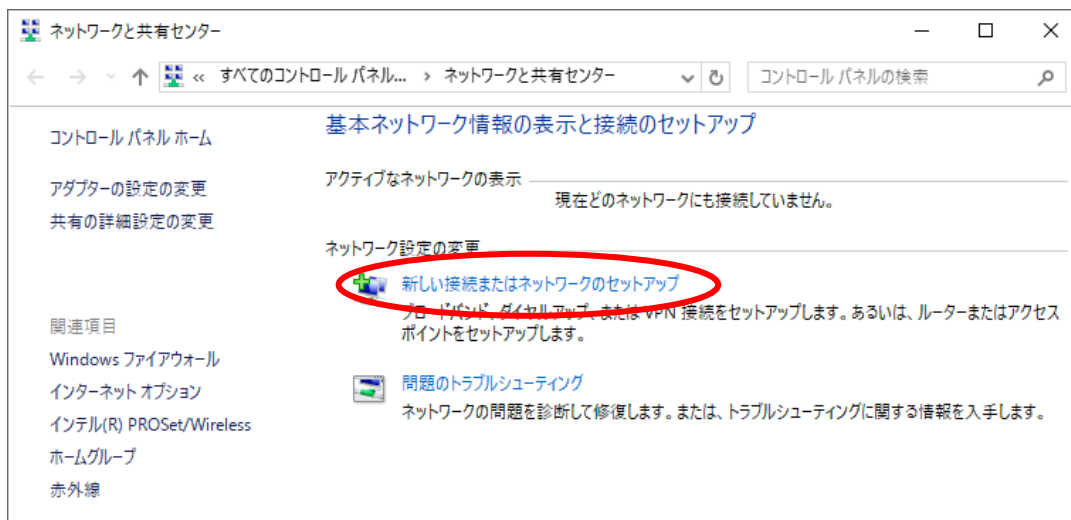 ネットワークと共有センター
« すべてのコントロール パネル... › ネットワークと共有センター
コントロール パネルの検索
コントロール パネル ホーム
アダプターの設定の変更
共有の詳細設定の変更
関連項目
Windows ファイアウォール
インターネット オプション
インテル(R) PROSet/Wireless
ホームグループ
赤外線
基本ネットワーク情報の表示と接続のセットアップ
アクティブなネットワークの表示
現在どのネットワークにも接続していません。
ネットワーク設定の変更
新しい接続またはネットワークのセットアップ
ブロードバンド、ダイヤルアップ、または VPN 接続をセットアップします。あるいは、ルーターまたはアクセス
ポイントをセットアップします。
問題のトラブルシューティング
ネットワークの問題を診断して修復します。または、トラブルシューティングに関する情報を入手します。